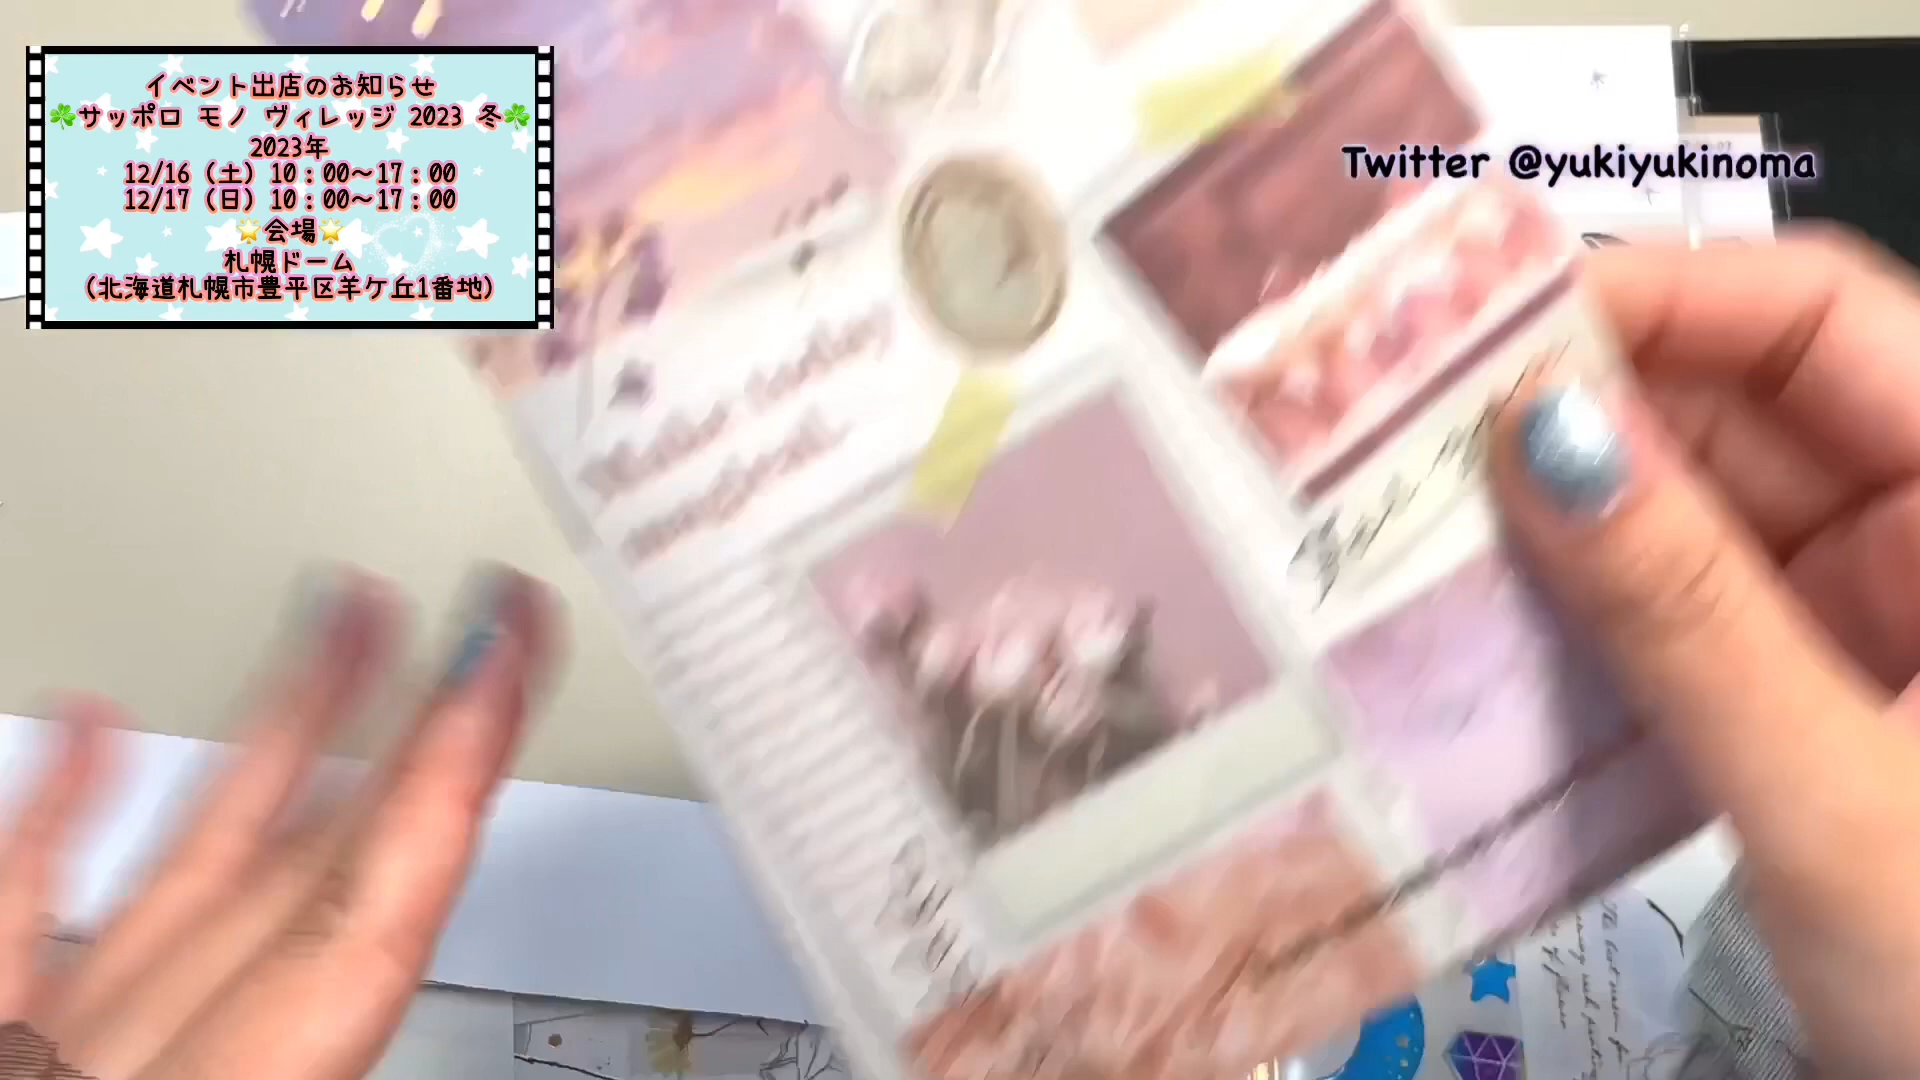 イベント出店のお知らせ
☘️サッポロ モノ ヴィレッジ 2023 冬☘️
2023年
12/16（土）10：00～17：00
12/17（日）10：00～17：00
🌟会場🌟
札幌ドーム
（北海道札幌市豊平区羊ケ丘1番地）
Twitter @yukiyukinoma